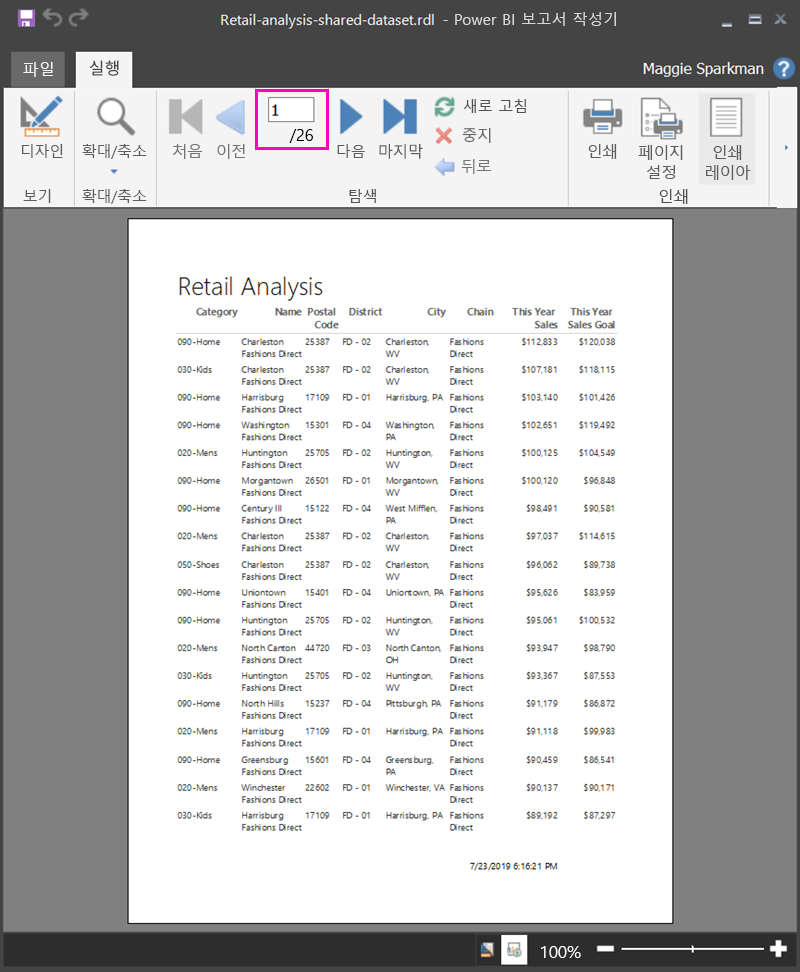 Retail-analysis-shared-dataset.rdl - Power BI 보고서 작성기
파일 실행 Maggie Sparkman ?
디자인 확대/축소 처음 이전 1 /26 다음 마지막 새로 고침
중지
뒤로
인쇄 페이지 설정 인쇄 레이아
보기 확대/축소 탐색 인쇄
Retail Analysis
Category Name Postal District City Chain This Year This Year
Code Sales Sales Goal
090-Home Charleston 25387 FD - 02 Charleston, Fashions $112,833 $120,038
Fashions Direct WV Direct
030-Kids Charleston 25387 FD - 02 Charleston, Fashions $107,181 $118,115
Fashions Direct WV Direct
090-Home Harrisburg 17109 FD - 01 Harrisburg, PA Fashions $103,140 $101,426
Fashions Direct Direct
090-Home Washington 15301 FD - 04 Washington, Fashions $102,651 $119,492
Fashions Direct PA Direct
020-Mens Huntington 25705 FD - 02 Huntington, Fashions $100,125 $104,549
Fashions Direct WV Direct
090-Home Morgantown 26501 FD - 01 Morgantown, Fashions $100,120 $96,848
Fashions Direct WV Direct
090-Home Century III 15122 FD - 04 West Mifflen, Fashions $98,491 $90,581
Fashions Direct PA Direct
020-Mens Charleston 25387 FD - 02 Charleston, Fashions $97,037 $114,615
Fashions Direct WV Direct
050-Shoes Charleston 25387 FD - 02 Charleston, Fashions $96,062 $89,738
Fashions Direct WV Direct
090-Home Uniontown 15401 FD - 04 Uniontown, PA Fashions $95,626 $83,959
Fashions Direct Direct
090-Home Huntington 25705 FD - 02 Huntington, Fashions $95,061 $100,532
Fashions Direct WV Direct
020-Mens North Canton 44720 FD - 03 North Canton, Fashions $93,947 $98,790
Fashions Direct OH Direct
030-Kids Huntington 25705 FD - 02 Huntington, Fashions $93,367 $87,553
Fashions Direct WV Direct
090-Home North Hills 15237 FD - 04 Pittsburgh, PA Fashions $91,179 $86,872
Fashions Direct Direct
020-Mens Harrisburg 17109 FD - 01 Harrisburg, PA Fashions $91,118 $99,983
Fashions Direct Direct
090-Home Greensburg 15601 FD - 04 Greensburg, Fashions $90,459 $86,541
Fashions Direct PA Direct
020-Mens Winchester 22602 FD - 01 Winchester, VA Fashions $90,137 $90,171
Fashions Direct Direct
030-Kids Harrisburg 17109 FD - 01 Harrisburg, PA Fashions $89,192 $87,297
Fashions Direct Direct
7/23/2019 6:16:21 PM
100%